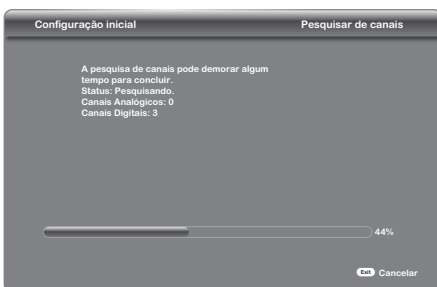 Configuração inicial Pesquisar de canais
A pesquisa de canais pode demorar algum
tempo para concluir.
Status: Pesquisando.
Canais Analógicos: 0
Canais Digitais: 3
44%
Exit Cancelar